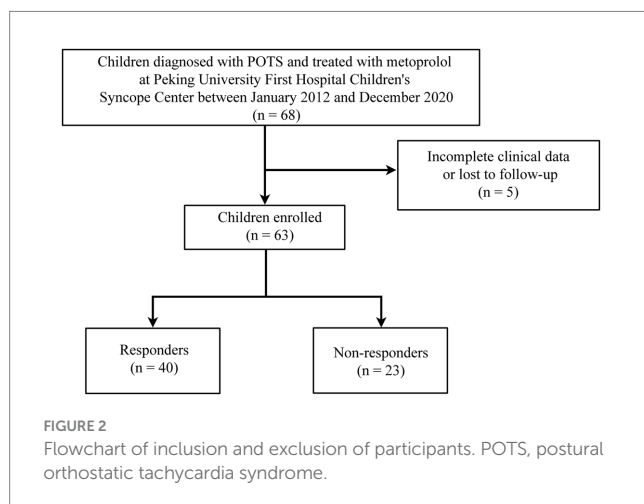 Children diagnosed with POTS and treated with metoprolol
at Peking University First Hospital Children's
Syncope Center between January 2012 and December 2020
(n = 68)
Incomplete clinical data
or lost to follow-up
(n = 5)
Children enrolled
(n = 63)
Responders
(n = 40)
Non-responders
(n = 23)
FIGURE 2
Flowchart of inclusion and exclusion of participants. POTS, postural
orthostatic tachycardia syndrome.